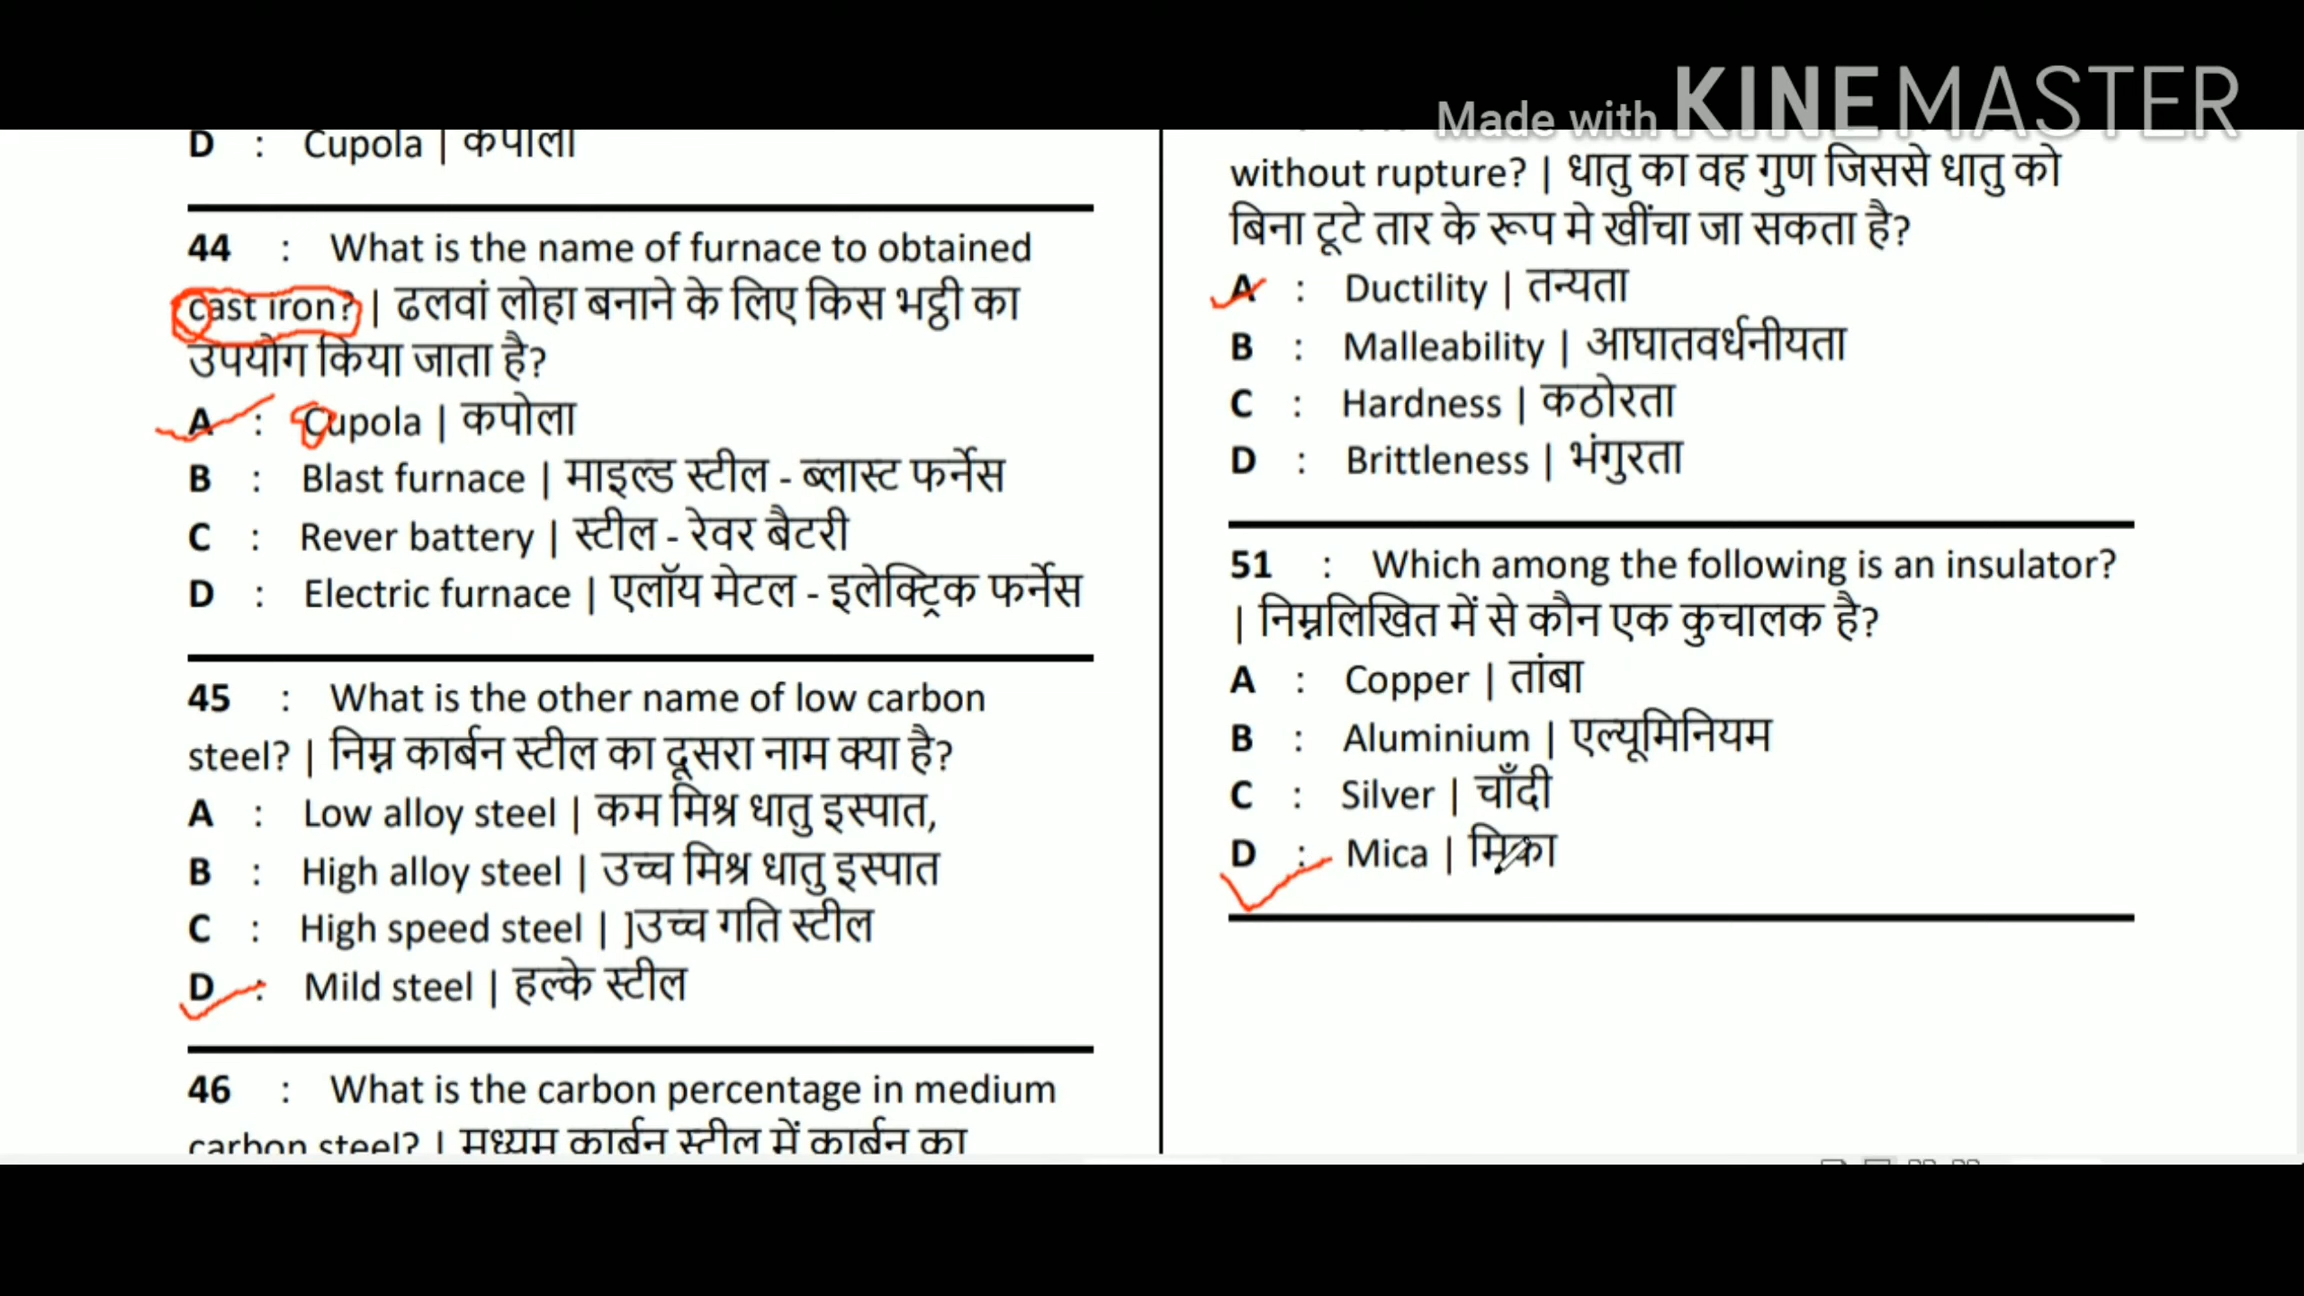 Made with KINEMASTER
D : Cupola | कपोला
44 : What is the name of furnace to obtained
cast iron? | ढलवां लोहा बनाने के लिए किस भट्ठी का
उपयोग किया जाता है?
A : Cupola | कपोला
B : Blast furnace | माइल्ड स्टील - ब्लास्ट फर्नेस
C : Rever battery | स्टील - रेवर बैटरी
D : Electric furnace | एलॉय मेटल - इलेक्ट्रिक फर्नेस
45 : What is the other name of low carbon
steel? | निम्न कार्बन स्टील का दूसरा नाम क्या है?
A : Low alloy steel | कम मिश्र धातु इस्पात,
B : High alloy steel | उच्च मिश्र धातु इस्पात
C : High speed steel | ]उच्च गति स्टील
D : Mild steel | हल्के स्टील
46 : What is the carbon percentage in medium
carbon steel? | मध्यम कार्बन स्टील में कार्बन का
without rupture? | धातु का वह गुण जिससे धातु को
बिना टूटे तार के रूप मे खींचा जा सकता है?
A : Ductility | तन्यता
B : Malleability | आघातवर्धनीयता
C : Hardness | कठोरता
D : Brittleness | भंगुरता
51 : Which among the following is an insulator?
| निम्नलिखित में से कौन एक कुचालक है?
A : Copper | तांबा
B : Aluminium | एल्यूमिनियम
C : Silver | चाँदी
D : Mica | मिका